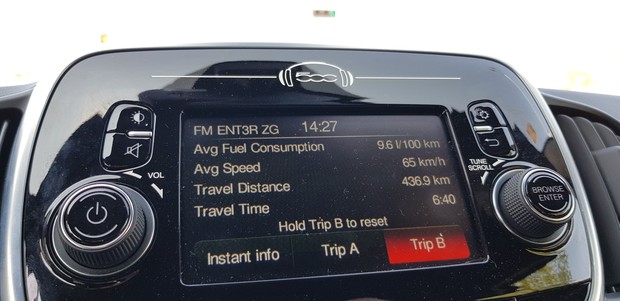 500
FM ENT3R ZG 14:27
Avg Fuel Consumption 9.6 l/100 km
Avg Speed 65 km/h
Travel Distance 436.9 km
Travel Time 6:40
Hold Trip B to reset
Instant info Trip A Trip B
VOL
TUNE
SCROLL
BROWSE
ENTER